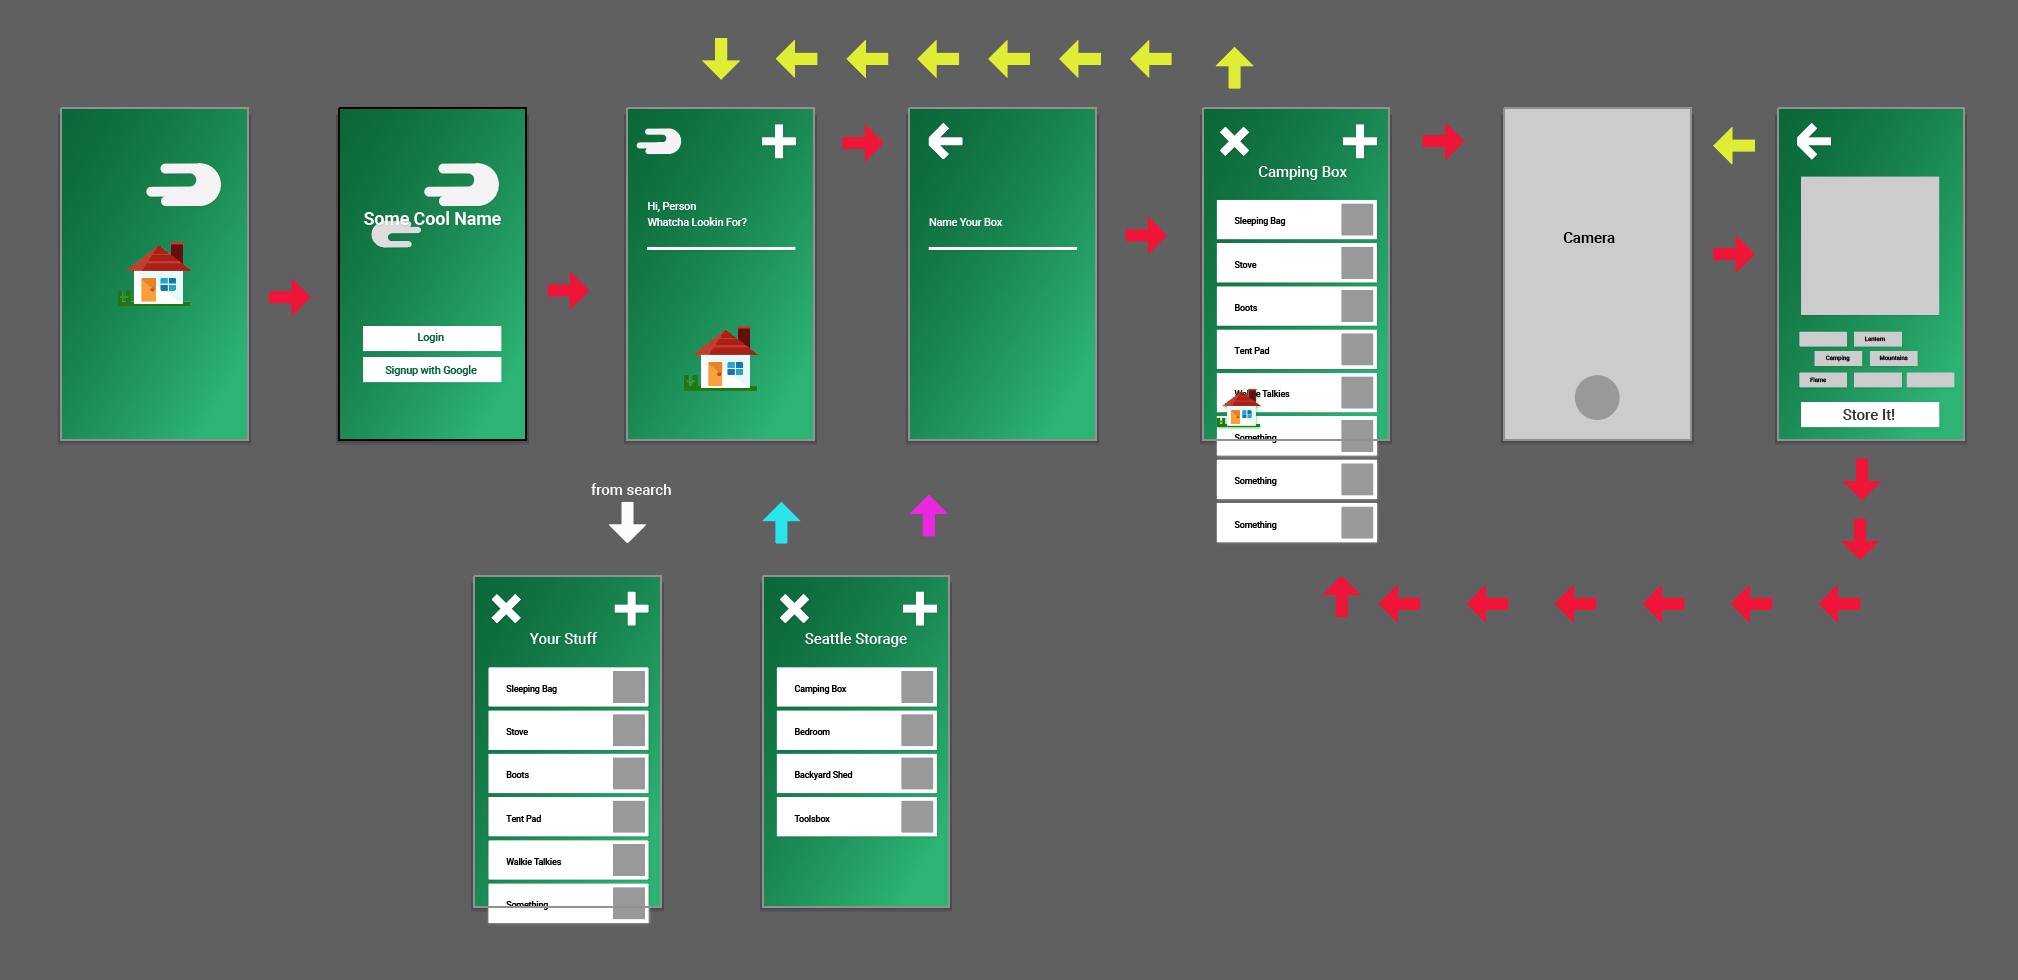 Some Cool Name
Login
Signup with Google
Hi, Person
Whatcha Lookin For?
Name Your Box
Camping Box
Sleeping Bag
Stove
Boots
Tent Pad
Walkie Talkies
Something
Something
Something
Camera
Lantern
Camping
Mountains
Flame
Store It!
from search
Your Stuff
Sleeping Bag
Stove
Boots
Tent Pad
Walkie Talkies
Something
Seattle Storage
Camping Box
Bedroom
Backyard Shed
Toolsbox